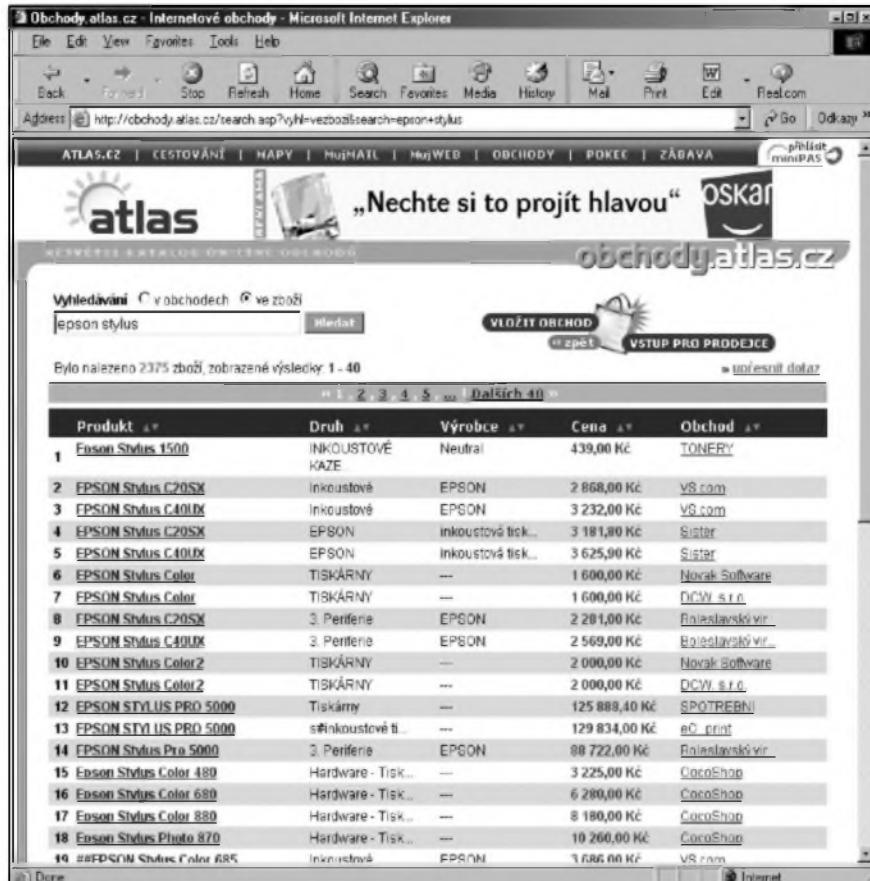 Obchody.atlas.cz - Internetové obchody - Microsoft Internet Explorer
File Edit View Favorites Tools Help
Back Forward Stop Refresh Home Search Favorites Media History Mail Print Edit Real.com
Address http://obchody.atlas.cz/search.asp?vyhl=vezbozi&search=epson+stylus Go Odkazy »
ATLAS.CZ | CESTOVÁNÍ | MAPY | MujMAIL | MujWEB | OBCHODY | POKEC | ZÁBAVA přihlásit miniPAS
atlas „Nechte si to projít hlavou“ OSKAR
NEJVĚTŠÍ KATALOG ON-LINE OBCHODŮ obchody.atlas.cz
Vyhledávání v obchodech ve zboží
epson stylus Hledat
VLOŽIT OBCHOD
« zpět VSTUP PRO PRODEJCE
Bylo nalezeno 2375 zboží, zobrazené výsledky: 1 - 40 » upřesnit dotaz
« 1 , 2 , 3 , 4 , 5 , ... | Dalších 40 »
Produkt Druh Výrobce Cena Obchod
1 Epson Stylus 1500 INKOUSTOVÉ KAZE... Neutral 439,00 Kč TONERY
2 EPSON Stylus C20SX Inkoustové EPSON 2 868,00 Kč VS.com
3 EPSON Stylus C40UX Inkoustové EPSON 3 232,00 Kč VS.com
4 EPSON Stylus C20SX EPSON inkoustová tisk... 3 181,80 Kč Sister
5 EPSON Stylus C40UX EPSON inkoustová tisk... 3 625,90 Kč Sister
6 EPSON Stylus Color TISKÁRNY --- 1 600,00 Kč Novak Software
7 EPSON Stylus Color TISKÁRNY --- 1 600,00 Kč DCW, s.r.o.
8 EPSON Stylus C20SX 3. Periferie EPSON 2 281,00 Kč Boleslavský vir...
9 EPSON Stylus C40UX 3. Periferie EPSON 2 569,00 Kč Boleslavský vir...
10 EPSON Stylus Color2 TISKÁRNY --- 2 000,00 Kč Novak Software
11 EPSON Stylus Color2 TISKÁRNY --- 2 000,00 Kč DCW, s.r.o.
12 EPSON STYLUS PRO 5000 Tiskárny --- 125 888,40 Kč SPOTREBNI
13 EPSON STYLUS PRO 5000 s#inkoustové ti... --- 129 834,00 Kč eC_print
14 EPSON Stylus Pro 5000 3. Periferie EPSON 88 722,00 Kč Boleslavský vir...
15 Epson Stylus Color 480 Hardware - Tisk... --- 3 225,00 Kč CocoShop
16 Epson Stylus Color 680 Hardware - Tisk... --- 6 280,00 Kč CocoShop
17 Epson Stylus Color 880 Hardware - Tisk... --- 8 180,00 Kč CocoShop
18 Epson Stylus Photo 870 Hardware - Tisk... --- 10 260,00 Kč CocoShop
19 ##EPSON Stylus Color 685 Inkoustové EPSON 3 686,00 Kč VS.com
Done Internet